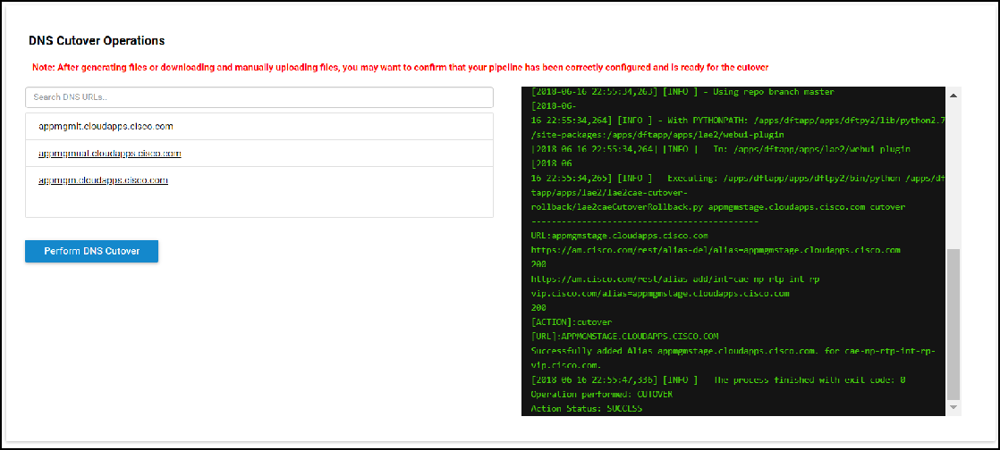 DNS Cutover Operations
Note: After generating files or downloading and manually uploading files, you may want to confirm that your pipeline has been correctly configured and is ready for the cutover
Search DNS URLs..
appmgmlt.cloudapps.cisco.com
appmgmuat.cloudapps.cisco.com
appmgm.cloudapps.cisco.com
Perform DNS Cutover
[2018-06-16 22:55:34,263] [INFO ] - Using repo branch master
[2018-06-
16 22:55:34,264] [INFO ] - With PYTHONPATH: /apps/dftapp/apps/dftpy2/lib/python2.7
/site-packages:/apps/dftapp/apps/lae2/webui-plugin
[2018-06-16 22:55:34,264] [INFO ] - In: /apps/dftapp/apps/lae2/webui-plugin
[2018-06-
16 22:55:34,265] [INFO ] - Executing: /apps/dftapp/apps/dftpy2/bin/python /apps/df
tapp/apps/lae2/lae2cae-cutover-
rollback/lae2caeCutoverRollback.py appmgmstage.cloudapps.cisco.com cutover
--------------------------------------------
URL:appmgmstage.cloudapps.cisco.com
https://am.cisco.com/rest/alias-del/alias=appmgmstage.cloudapps.cisco.com
200
https://am.cisco.com/rest/alias-add/int=cae-np-rtp-int-rp-
vip.cisco.com/alias=appmgmstage.cloudapps.cisco.com
200
[ACTION]:cutover
[URL]:APPMGMSTAGE.CLOUDAPPS.CISCO.COM
Successfully added Alias appmgmstage.cloudapps.cisco.com. for cae-np-rtp-int-rp-
vip.cisco.com.
[2018-06-16 22:55:47,336] [INFO ] - The process finished with exit code: 0
Operation performed: CUTOVER
Action Status: SUCCESS